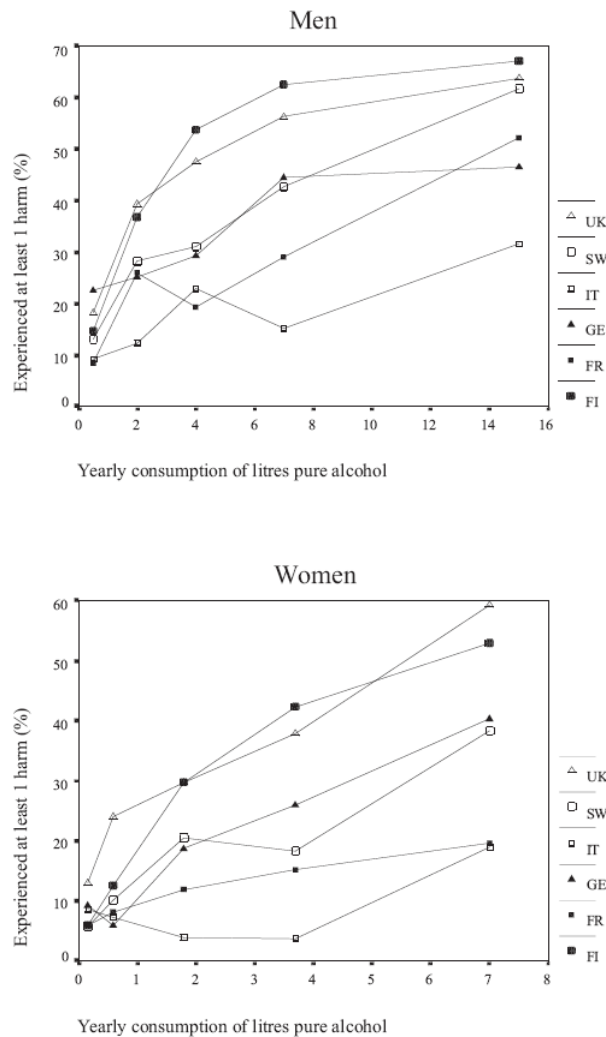 Men
70
60
50
40
30
20
10
0
Experienced at least 1 harm (%)
0 2 4 6 8 10 12 14 16
Yearly consumption of litres pure alcohol
UK
SW
IT
GE
FR
FI
Women
60
50
40
30
20
10
0
Experienced at least 1 harm (%)
0 1 2 3 4 5 6 7 8
Yearly consumption of litres pure alcohol
UK
SW
IT
GE
FR
FI